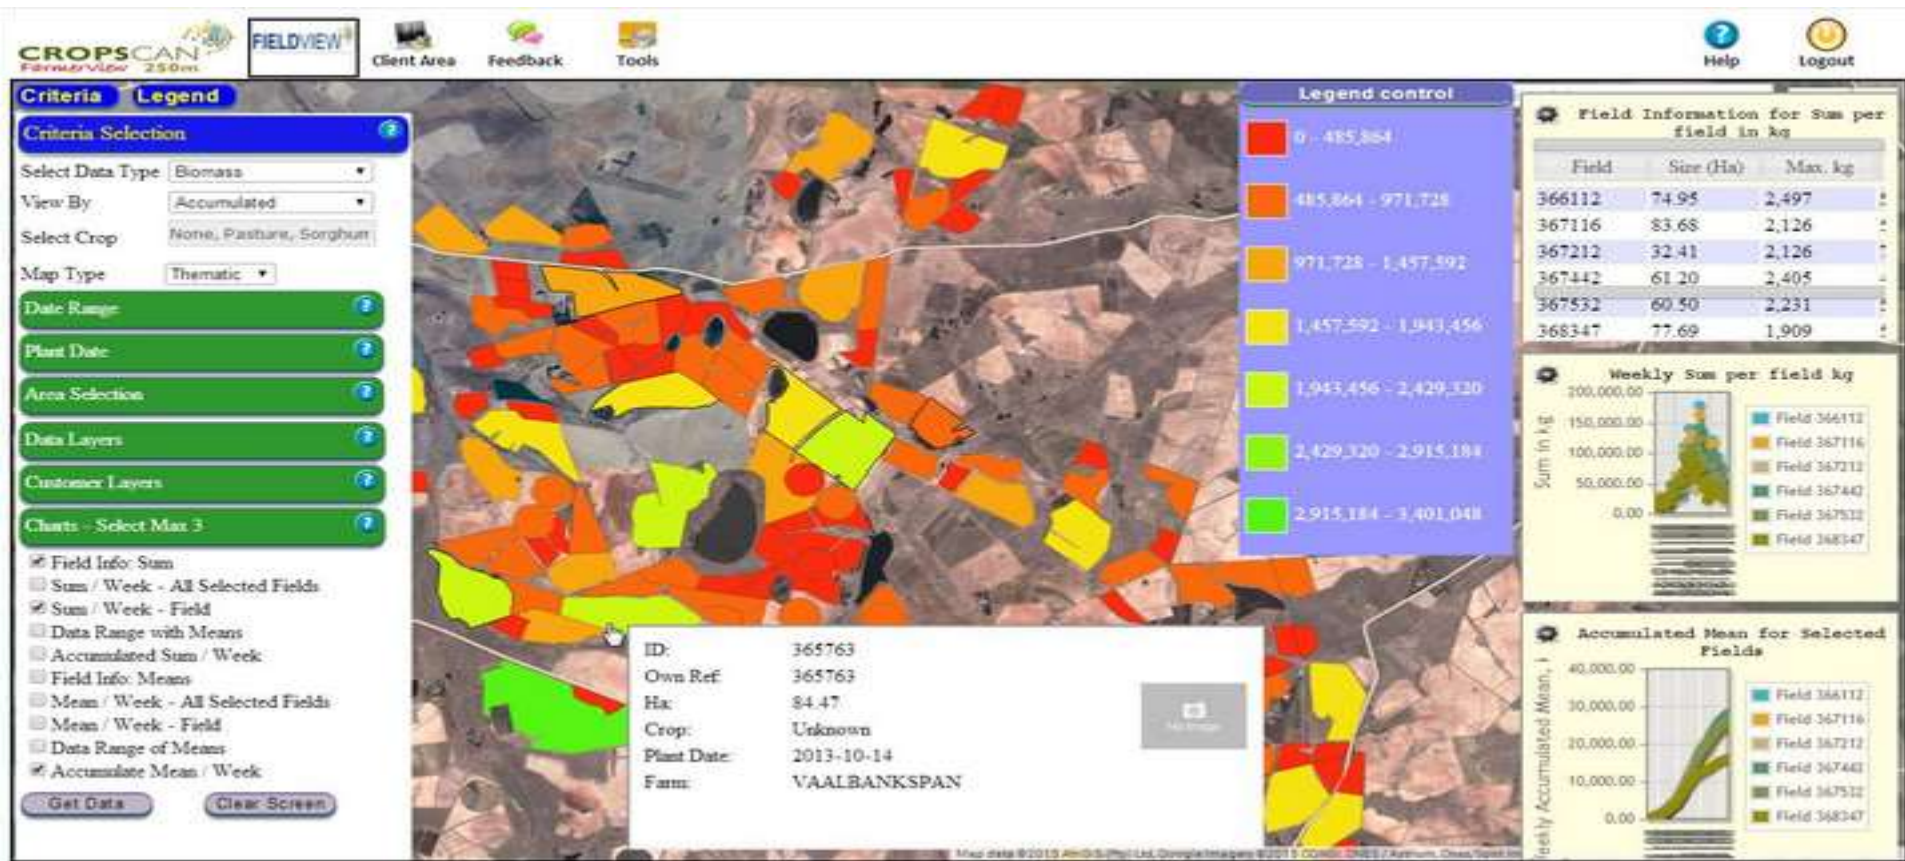 CROPSCAN
FarmerView 250m
FIELDVIEW
Client Area
Feedback
Tools
Help
Logout
Criteria
Legend
Criteria Selection
Select Data Type Biomass
View By Accumulated
Select Crop None, Pasture, Sorghum
Map Type Thematic
Date Range
Plant Date
Area Selection
Data Layers
Customer Layers
Charts - Select Max 3
Field Info: Sum
Sum / Week - All Selected Fields
Sum / Week - Field
Data Range with Means
Accumulated Sum / Week
Field Info: Means
Mean / Week - All Selected Fields
Mean / Week - Field
Data Range of Means
Accumulate Mean / Week
Get Data
Clear Screen
Legend control
0 - 485,864
485,864 - 971,728
971,728 - 1,457,592
1,457,592 - 1,943,456
1,943,456 - 2,429,320
2,429,320 - 2,915,184
2,915,184 - 3,401,048
ID: 365763
Own Ref: 365763
Ha: 84.47
Crop: Unknown
Plant Date: 2013-10-14
Farm: VAALBANKSPAN
No Image
Field Information for Sum per
field in kg
Field Size (Ha) Max. kg
366112 74.95 2,497
367116 83.68 2,126
367212 32.41 2,126
367442 61.20 2,405
367532 60.50 2,231
368347 77.69 1,909
Weekly Sum per field kg
Sum in kg
200,000.00
150,000.00
100,000.00
50,000.00
0.00
Field 366112
Field 367116
Field 367212
Field 367442
Field 367532
Field 368347
Accumulated Mean for Selected
Fields
Weekly Accumulated Mean,
40,000.00
30,000.00
20,000.00
10,000.00
0.00
Field 366112
Field 367116
Field 367212
Field 367442
Field 367532
Field 368347